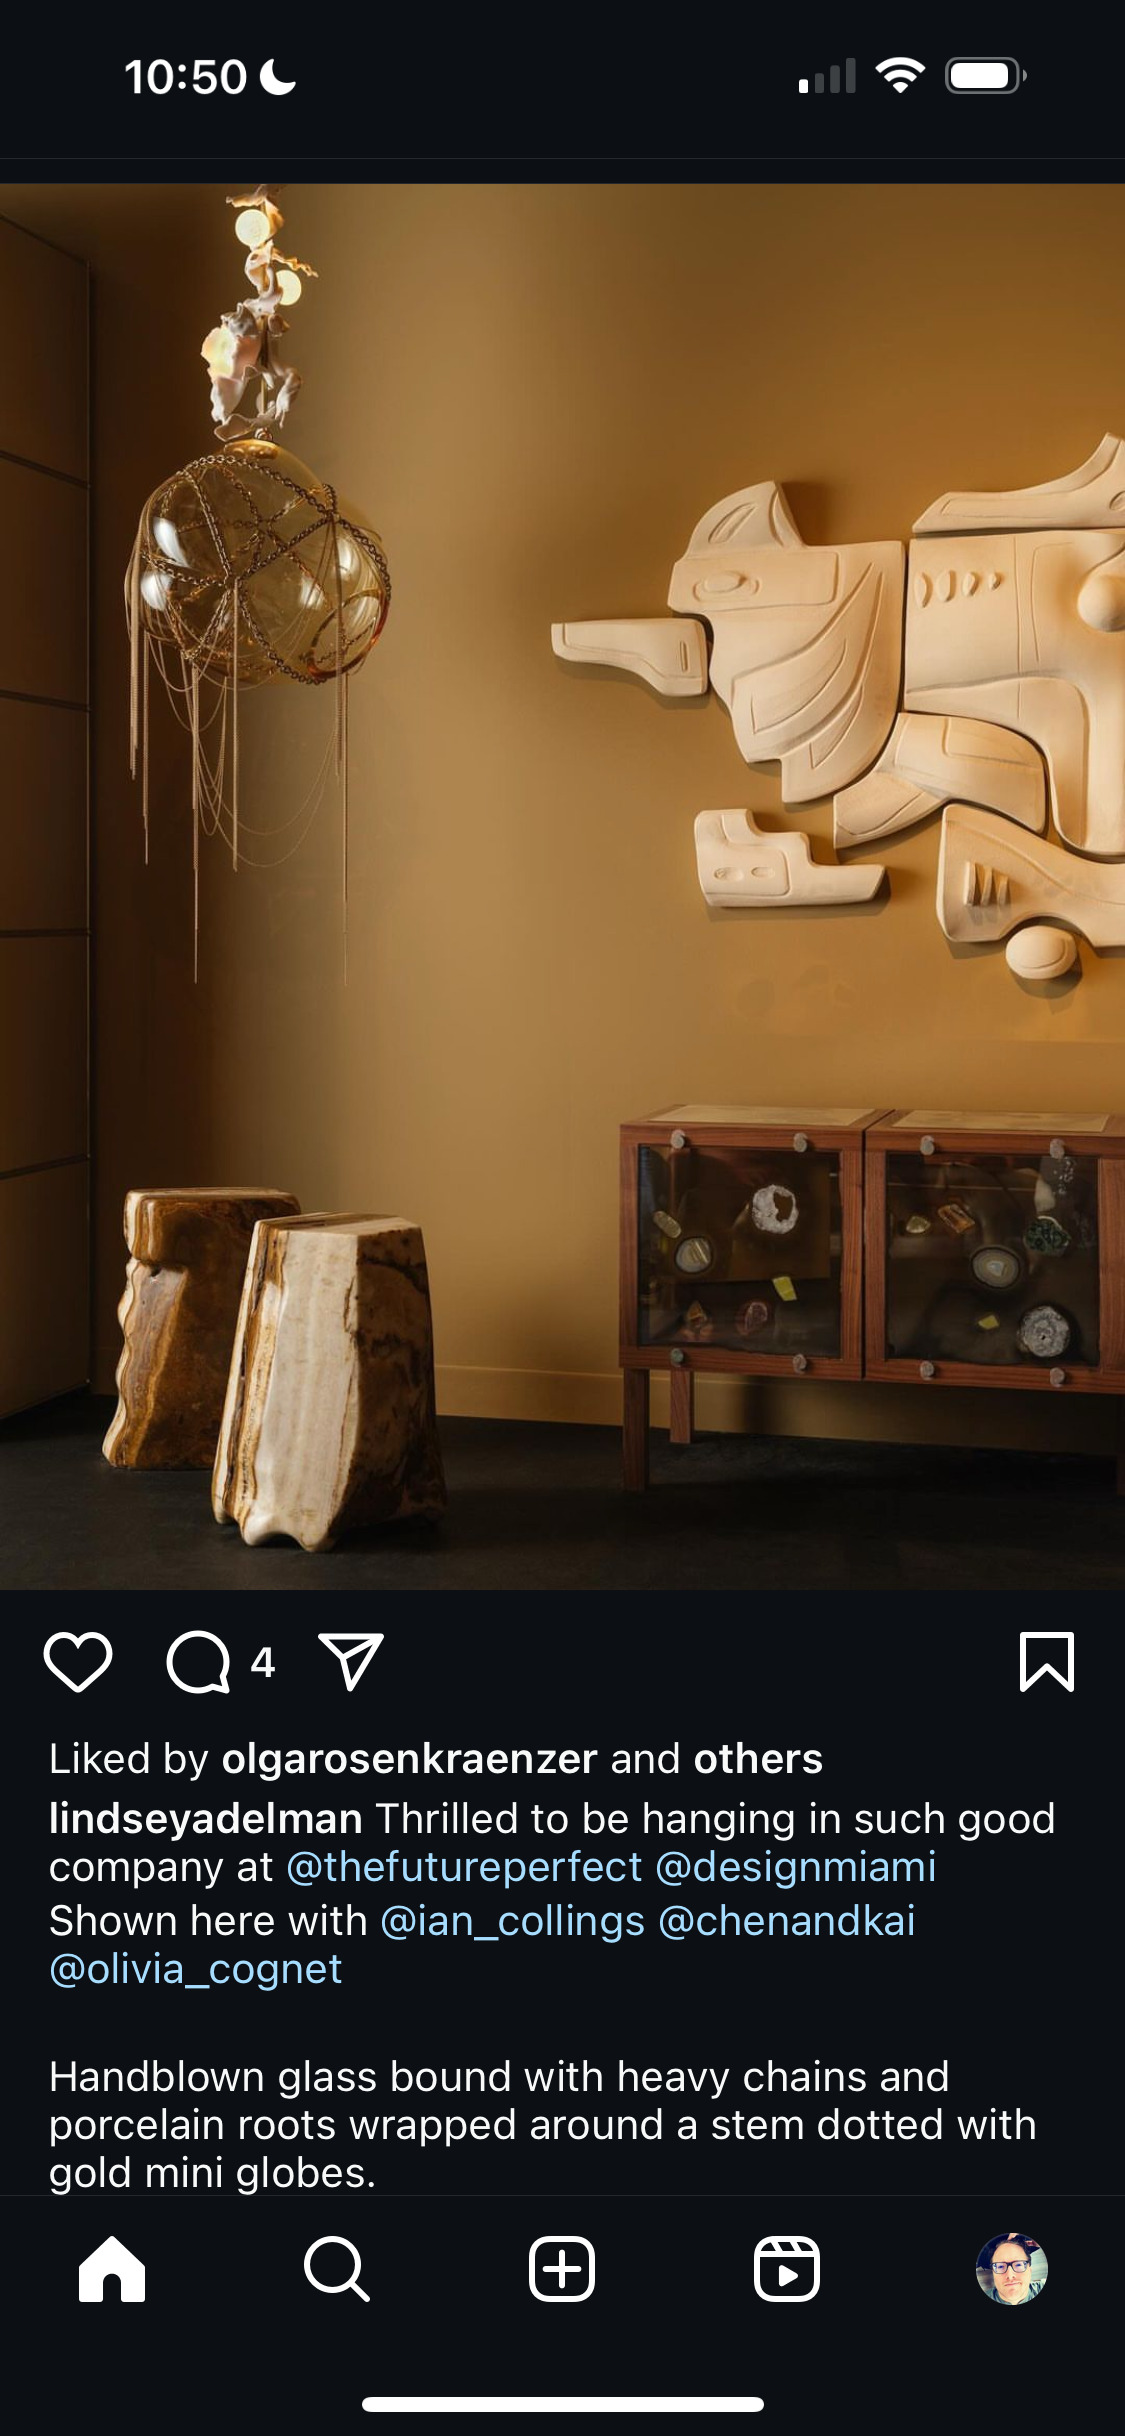 10:50
4
Liked by olgarosenkraenzer and others
lindseyadelman Thrilled to be hanging in such good
company at @thefutureperfect @designmiami
Shown here with @ian_collings @chenandkai
@olivia_cognet
Handblown glass bound with heavy chains and
porcelain roots wrapped around a stem dotted with
gold mini globes.